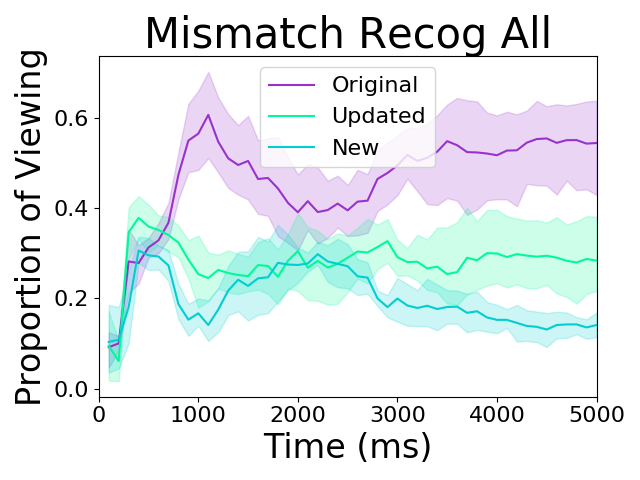 Mismatch Recog All
Proportion of Viewing
Original
Updated
New
0.6
0.4
0.2
0.0
0 1000 2000 3000 4000 5000
Time (ms)